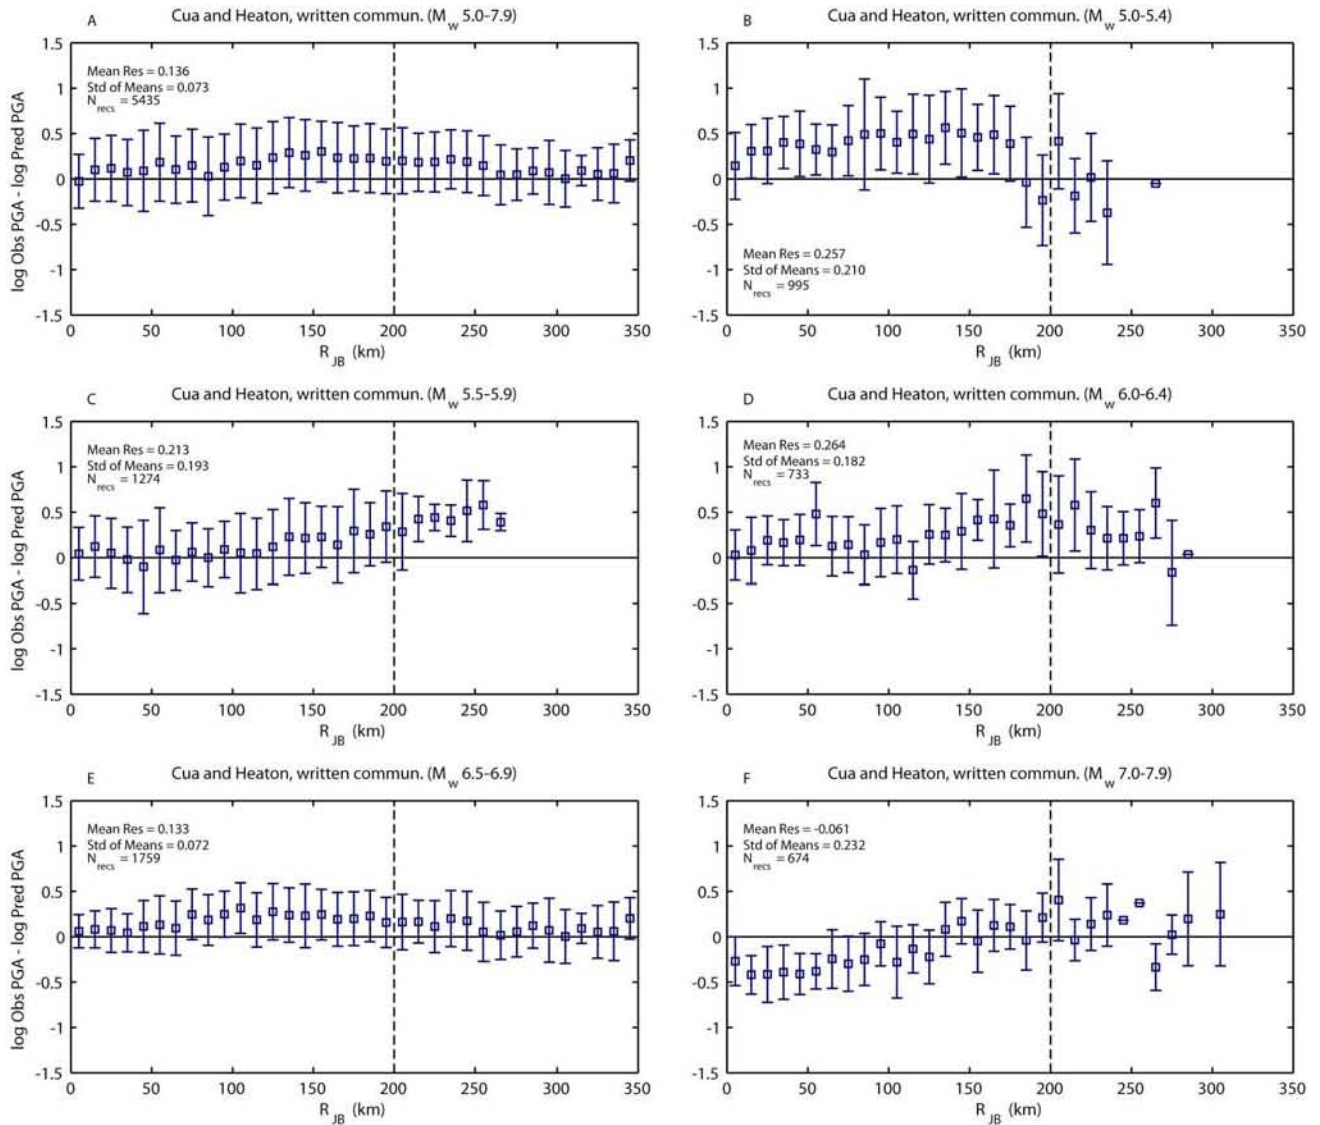 A Cua and Heaton, written commun. (Mw 5.0-7.9)
log Obs PGA - log Pred PGA
Mean Res = 0.136
Std of Means = 0.073
Nrecs = 5435
1.5
1
0.5
0
-0.5
-1
-1.5
0 50 100 150 200 250 300 350
RJB (km)
B Cua and Heaton, written commun. (Mw 5.0-5.4)
1.5
1
0.5
0
-0.5
-1
-1.5
Mean Res = 0.257
Std of Means = 0.210
Nrecs = 995
0 50 100 150 200 250 300 350
RJB (km)
C Cua and Heaton, written commun. (Mw 5.5-5.9)
log Obs PGA - log Pred PGA
Mean Res = 0.213
Std of Means = 0.193
Nrecs = 1274
1.5
1
0.5
0
-0.5
-1
-1.5
0 50 100 150 200 250 300 350
RJB (km)
D Cua and Heaton, written commun. (Mw 6.0-6.4)
Mean Res = 0.264
Std of Means = 0.182
Nrecs = 733
1.5
1
0.5
0
-0.5
-1
-1.5
0 50 100 150 200 250 300 350
RJB (km)
E Cua and Heaton, written commun. (Mw 6.5-6.9)
log Obs PGA - log Pred PGA
Mean Res = 0.133
Std of Means = 0.072
Nrecs = 1759
1.5
1
0.5
0
-0.5
-1
-1.5
0 50 100 150 200 250 300 350
RJB (km)
F Cua and Heaton, written commun. (Mw 7.0-7.9)
Mean Res = -0.061
Std of Means = 0.232
Nrecs = 674
1.5
1
0.5
0
-0.5
-1
-1.5
0 50 100 150 200 250 300 350
RJB (km)